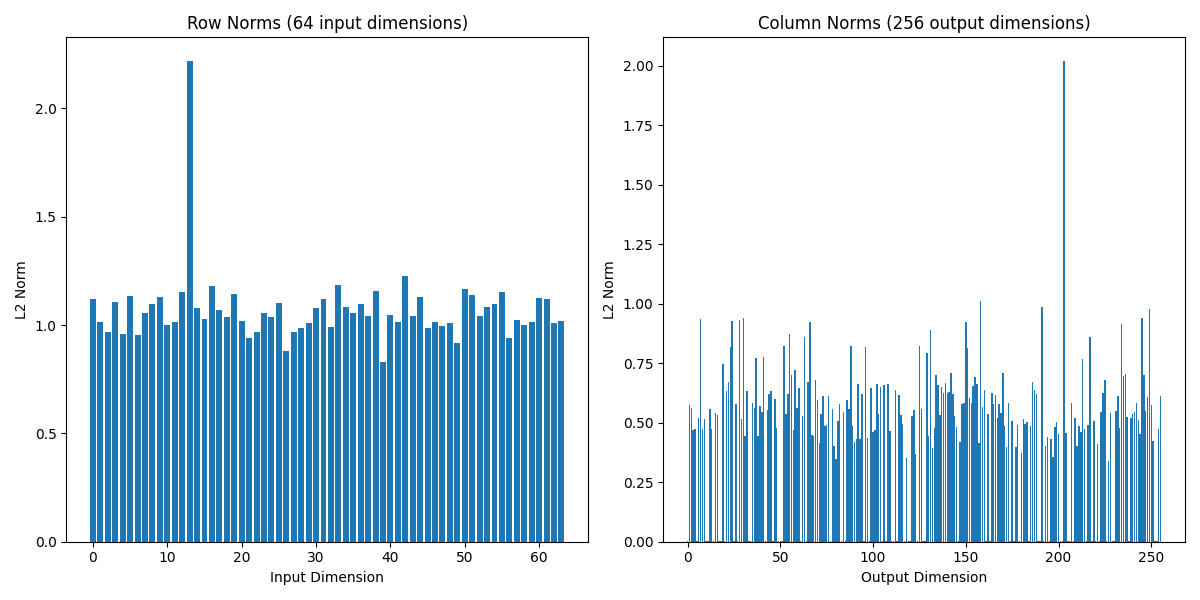 Row Norms (64 input dimensions)
L2 Norm
2.0
1.5
1.0
0.5
0.0
0 10 20 30 40 50 60
Input Dimension
Column Norms (256 output dimensions)
L2 Norm
2.00
1.75
1.50
1.25
1.00
0.75
0.50
0.25
0.00
0 50 100 150 200 250
Output Dimension